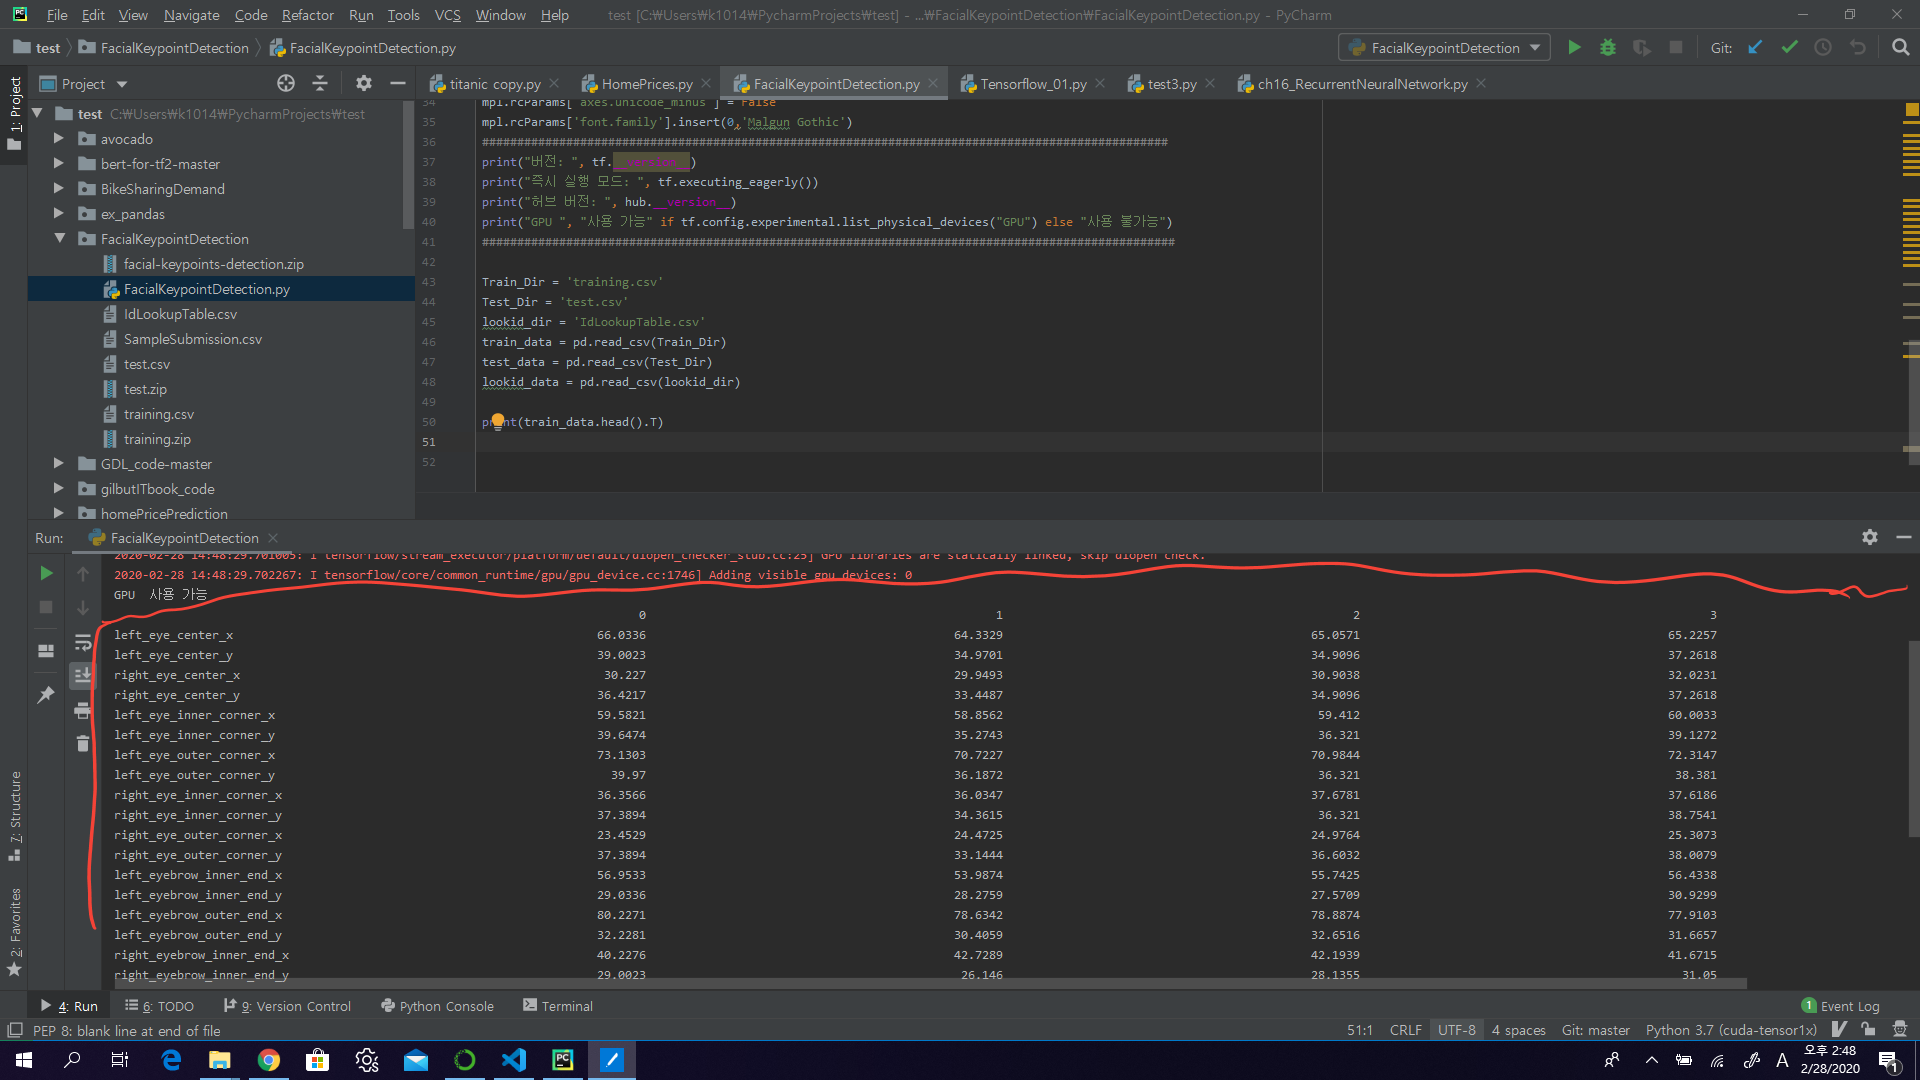 File Edit View Navigate Code Refactor Run Tools VCS Window Help test [C:₩Users₩k1014₩PycharmProjects₩test] - ...₩FacialKeypointDetection₩FacialKeypointDetection.py - PyCharm
test FacialKeypointDetection FacialKeypointDetection.py FacialKeypointDetection Git:
Project titanic copy.py HomePrices.py FacialKeypointDetection.py Tensorflow_01.py test3.py ch16_RecurrentNeuralNetwork.py
1: Project
test C:₩Users₩k1014₩PycharmProjects₩test
avocado
bert-for-tf2-master
BikeSharingDemand
ex_pandas
FacialKeypointDetection
facial-keypoints-detection.zip
FacialKeypointDetection.py
IdLookupTable.csv
SampleSubmission.csv
test.csv
test.zip
training.csv
training.zip
GDL_code-master
gilbutITbook_code
homePricePrediction
34 mpl.rcParams['axes.unicode_minus'] = False
35 mpl.rcParams['font.family'].insert(0,'Malgun Gothic')
36 ##################################################################################################
37 print("버전: ", tf.__version__)
38 print("즉시 실행 모드: ", tf.executing_eagerly())
39 print("허브 버전: ", hub.__version__)
40 print("GPU ", "사용 가능" if tf.config.experimental.list_physical_devices("GPU") else "사용 불가능")
41 ###################################################################################################
42
43 Train_Dir = 'training.csv'
44 Test_Dir = 'test.csv'
45 lookid_dir = 'IdLookupTable.csv'
46 train_data = pd.read_csv(Train_Dir)
47 test_data = pd.read_csv(Test_Dir)
48 lookid_data = pd.read_csv(lookid_dir)
49
50 print(train_data.head().T)
51
52
Run: FacialKeypointDetection
2020-02-28 14:48:29.701005: I tensorflow/stream_executor/platform/default/dlopen_checker_stub.cc:25] GPU libraries are statically linked, skip dlopen check.
2020-02-28 14:48:29.702267: I tensorflow/core/common_runtime/gpu/gpu_device.cc:1746] Adding visible gpu devices: 0
GPU 사용 가능
0 1 2 3
left_eye_center_x 66.0336 64.3329 65.0571 65.2257
left_eye_center_y 39.0023 34.9701 34.9096 37.2618
right_eye_center_x 30.227 29.9493 30.9038 32.0231
right_eye_center_y 36.4217 33.4487 34.9096 37.2618
left_eye_inner_corner_x 59.5821 58.8562 59.412 60.0033
left_eye_inner_corner_y 39.6474 35.2743 36.321 39.1272
left_eye_outer_corner_x 73.1303 70.7227 70.9844 72.3147
left_eye_outer_corner_y 39.97 36.1872 36.321 38.381
right_eye_inner_corner_x 36.3566 36.0347 37.6781 37.6186
right_eye_inner_corner_y 37.3894 34.3615 36.321 38.7541
right_eye_outer_corner_x 23.4529 24.4725 24.9764 25.3073
right_eye_outer_corner_y 37.3894 33.1444 36.6032 38.0079
left_eyebrow_inner_end_x 56.9533 53.9874 55.7425 56.4338
left_eyebrow_inner_end_y 29.0336 28.2759 27.5709 30.9299
left_eyebrow_outer_end_x 80.2271 78.6342 78.8874 77.9103
left_eyebrow_outer_end_y 32.2281 30.4059 32.6516 31.6657
right_eyebrow_inner_end_x 40.2276 42.7289 42.1939 41.6715
right_eyebrow_inner_end_y 29.0023 26.146 28.1355 31.05
7: Structure
2: Favorites
4: Run 6: TODO 9: Version Control Python Console Terminal 1 Event Log
PEP 8: blank line at end of file 51:1 CRLF UTF-8 4 spaces Git: master Python 3.7 (cuda-tensor1x)
PC A 오후 2:48
2/28/2020 1